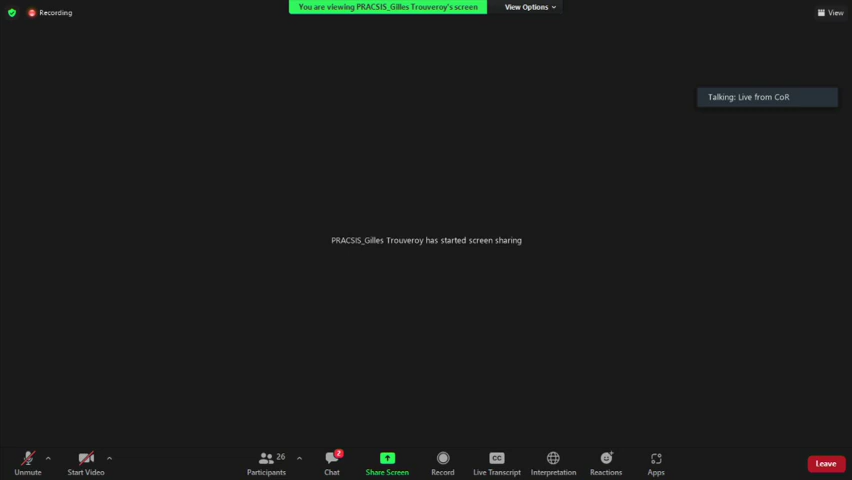 Recording
You are viewing PRACSIS_Gilles Trouveroy's screen
View Options
View
Talking: Live from CoR
PRACSIS_Gilles Trouveroy has started screen sharing
26
2
CC
Unmute
Start Video
Participants
Chat
Share Screen
Record
Live Transcript
Interpretation
Reactions
Apps
Leave